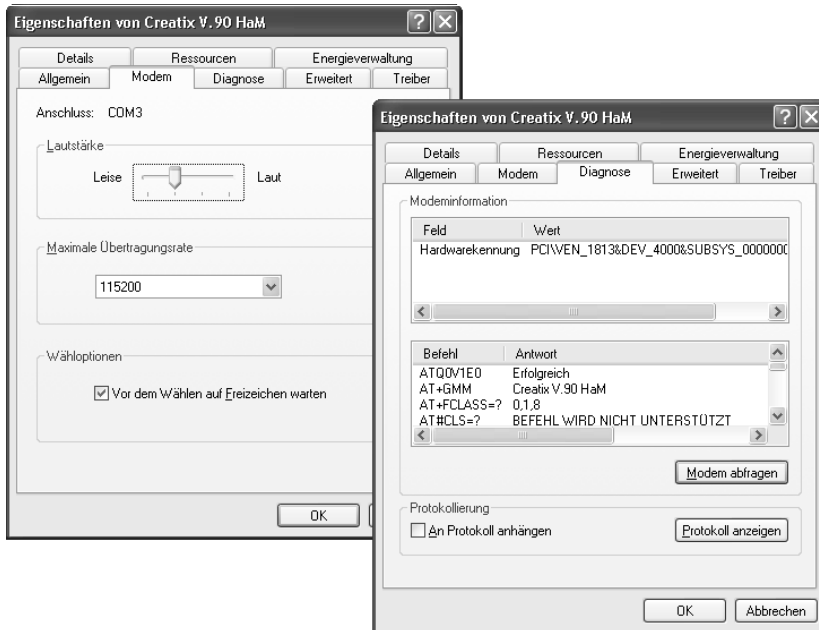 Eigenschaften von Creatix V.90 HaM
Details Ressourcen Energieverwaltung
Allgemein Modem Diagnose Erweitert Treiber
Anschluss: COM3
Lautstärke
Leise Laut
Maximale Übertragungsrate
115200
Wähloptionen
Vor dem Wählen auf Freizeichen warten
OK
Eigenschaften von Creatix V.90 HaM
Details Ressourcen Energieverwaltung
Allgemein Modem Diagnose Erweitert Treiber
Modeminformation
Feld Wert
Hardwarekennung PCI\VEN_1813&DEV_4000&SUBSYS_0000000
Befehl Antwort
ATQ0V1E0 Erfolgreich
AT+GMM Creatix V.90 HaM
AT+FCLASS=? 0,1,8
AT#CLS=? BEFEHL WIRD NICHT UNTERSTÜTZT
Modem abfragen
Protokollierung
An Protokoll anhängen Protokoll anzeigen
OK Abbrechen